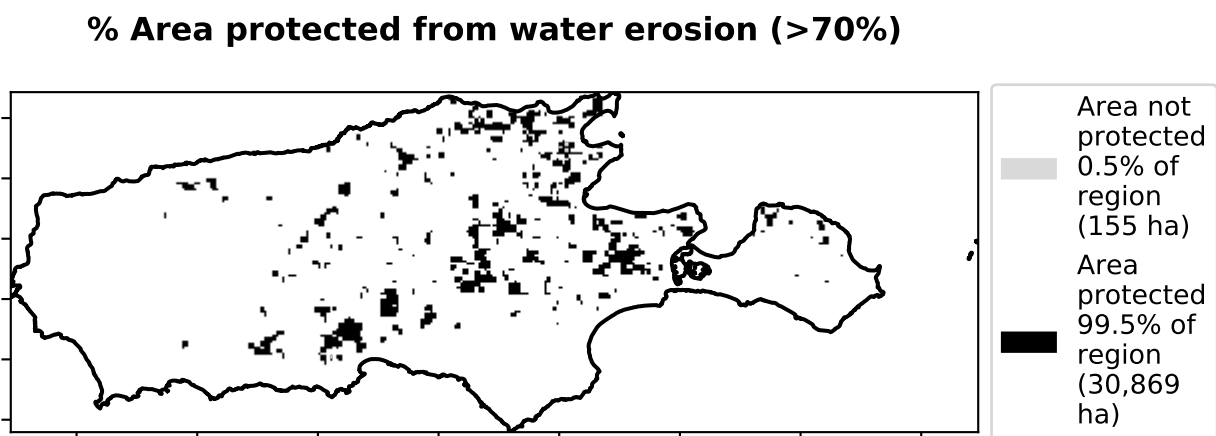 % Area protected from water erosion (>70%)
Area not
protected
0.5% of
region
(155 ha)
Area
protected
99.5% of
region
(30,869
ha)